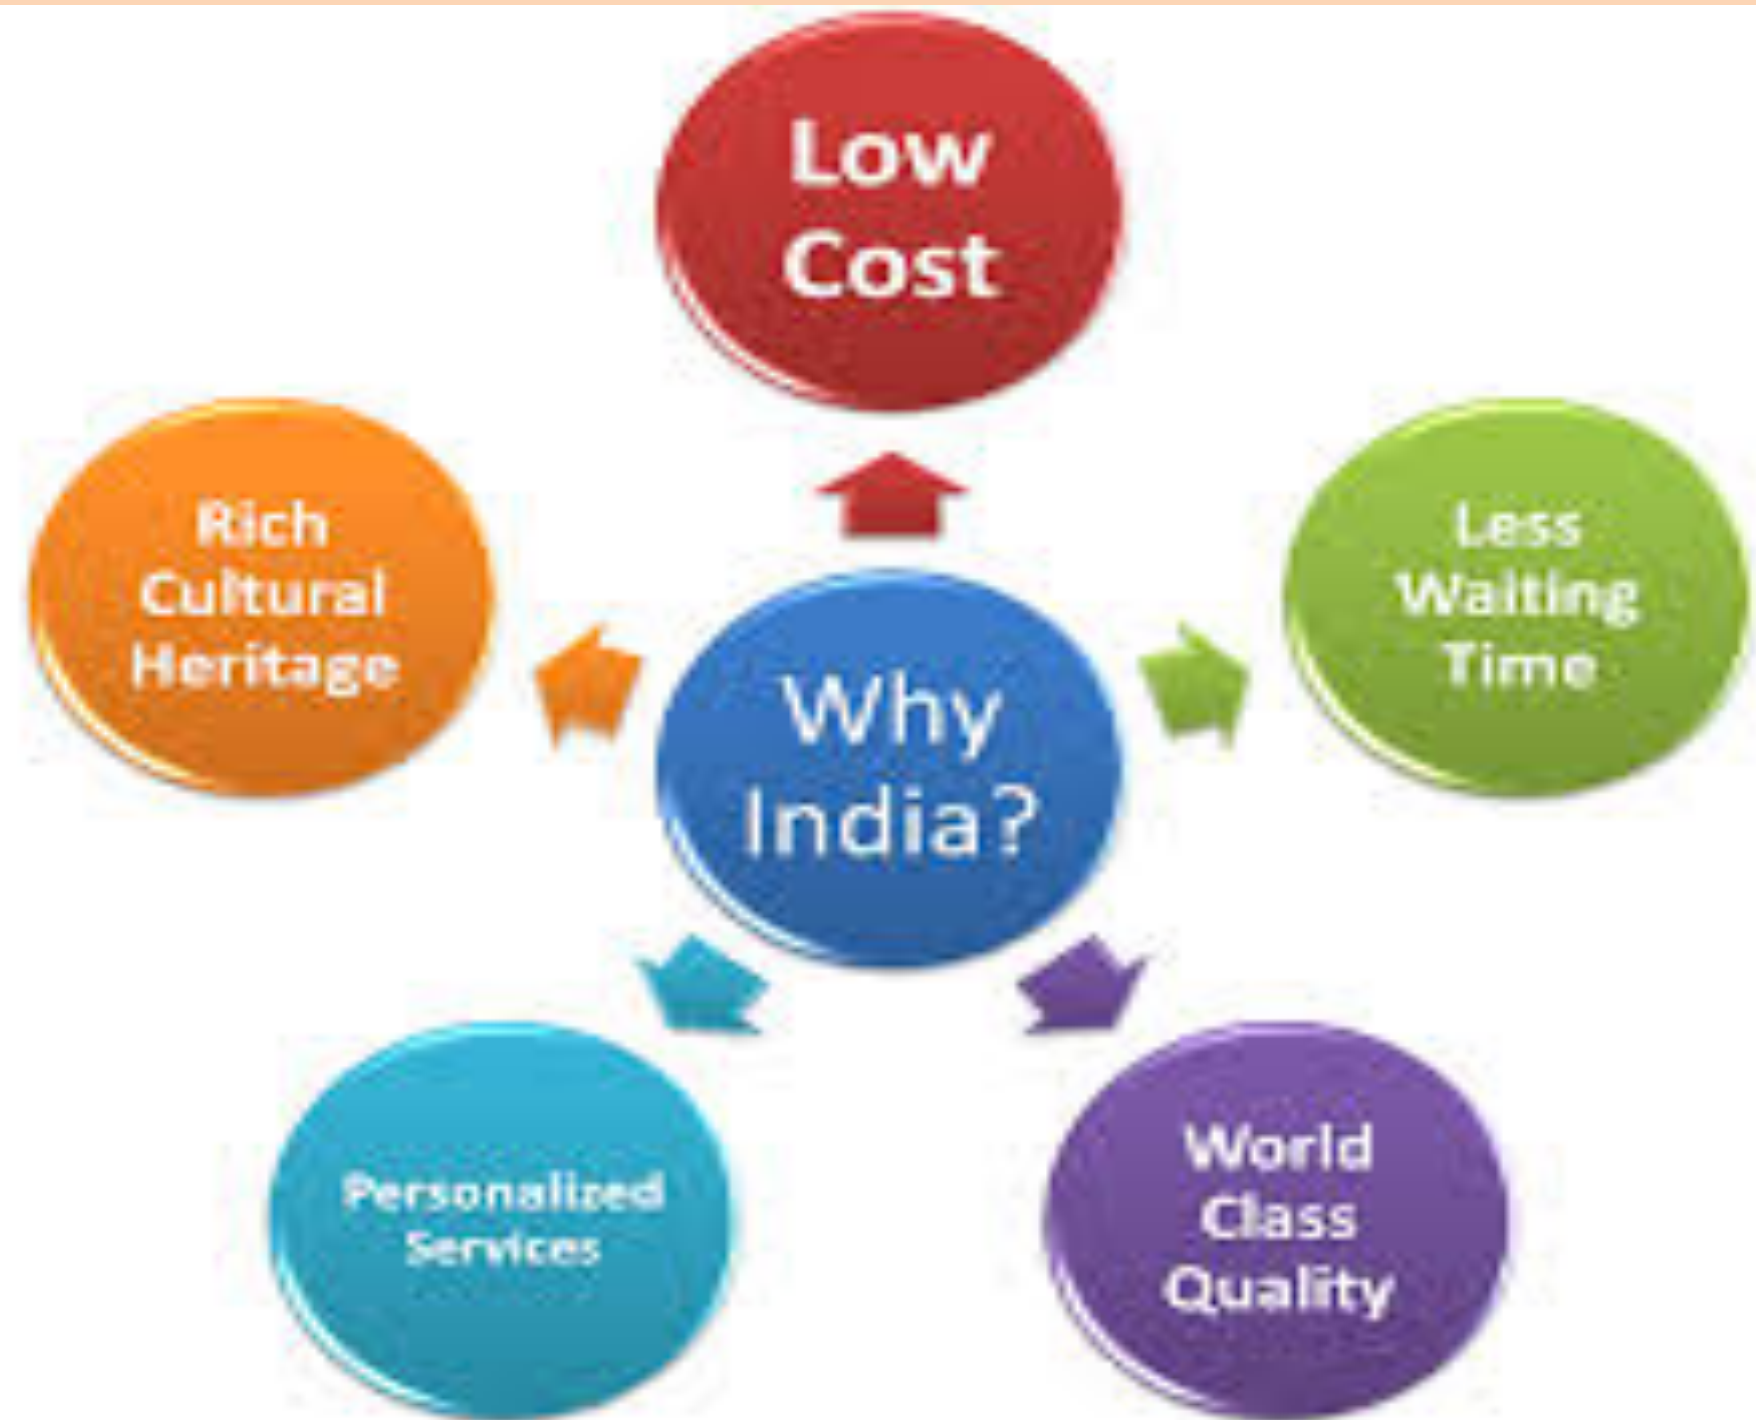 Low
Cost
Rich
Cultural
Heritage
Less
Waiting
Time
Why
India?
Personalized
Services
World
Class
Quality